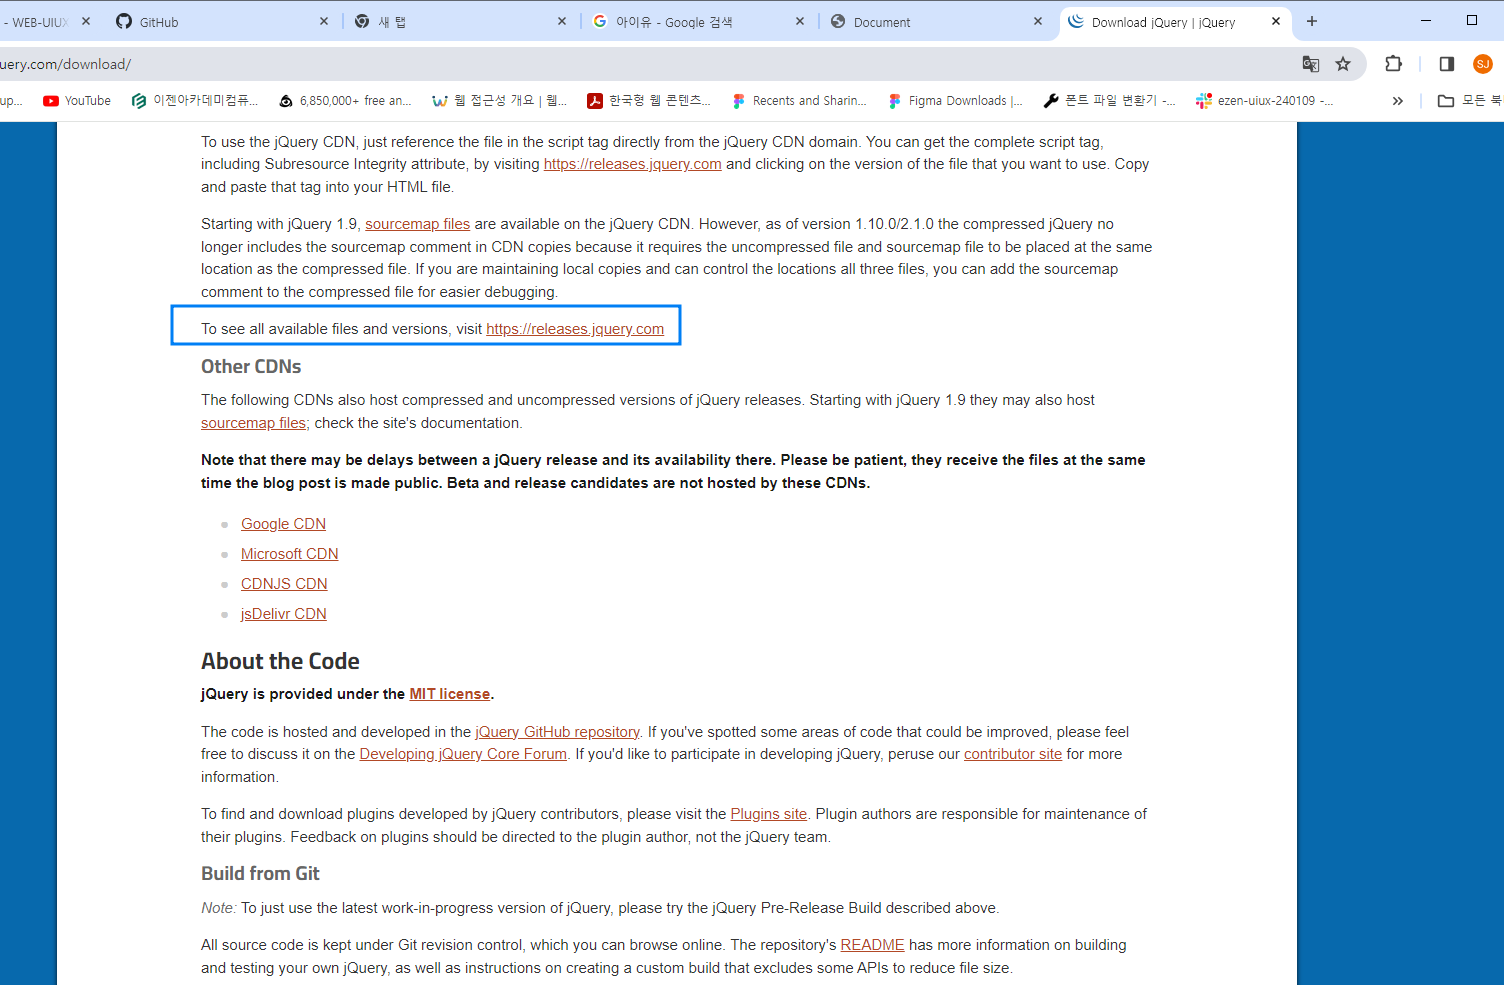 - WEB-UIUX
GitHub
새 탭
아이유 - Google 검색
Document
Download jQuery | jQuery
uery.com/download/
SJ
up...
YouTube
이젠아카데미컴퓨...
6,850,000+ free an...
웹 접근성 개요 | 웹...
한국형 웹 콘텐츠...
Recents and Sharin...
Figma Downloads |...
폰트 파일 변환기 -...
ezen-uiux-240109 -...
모든 북
To use the jQuery CDN, just reference the file in the script tag directly from the jQuery CDN domain. You can get the complete script tag,
including Subresource Integrity attribute, by visiting https://releases.jquery.com and clicking on the version of the file that you want to use. Copy
and paste that tag into your HTML file.
Starting with jQuery 1.9, sourcemap files are available on the jQuery CDN. However, as of version 1.10.0/2.1.0 the compressed jQuery no
longer includes the sourcemap comment in CDN copies because it requires the uncompressed file and sourcemap file to be placed at the same
location as the compressed file. If you are maintaining local copies and can control the locations all three files, you can add the sourcemap
comment to the compressed file for easier debugging.
To see all available files and versions, visit https://releases.jquery.com
Other CDNs
The following CDNs also host compressed and uncompressed versions of jQuery releases. Starting with jQuery 1.9 they may also host
sourcemap files; check the site's documentation.
Note that there may be delays between a jQuery release and its availability there. Please be patient, they receive the files at the same
time the blog post is made public. Beta and release candidates are not hosted by these CDNs.
Google CDN
Microsoft CDN
CDNJS CDN
jsDelivr CDN
About the Code
jQuery is provided under the MIT license.
The code is hosted and developed in the jQuery GitHub repository. If you've spotted some areas of code that could be improved, please feel
free to discuss it on the Developing jQuery Core Forum. If you'd like to participate in developing jQuery, peruse our contributor site for more
information.
To find and download plugins developed by jQuery contributors, please visit the Plugins site. Plugin authors are responsible for maintenance of
their plugins. Feedback on plugins should be directed to the plugin author, not the jQuery team.
Build from Git
Note: To just use the latest work-in-progress version of jQuery, please try the jQuery Pre-Release Build described above.
All source code is kept under Git revision control, which you can browse online. The repository's README has more information on building
and testing your own jQuery, as well as instructions on creating a custom build that excludes some APIs to reduce file size.